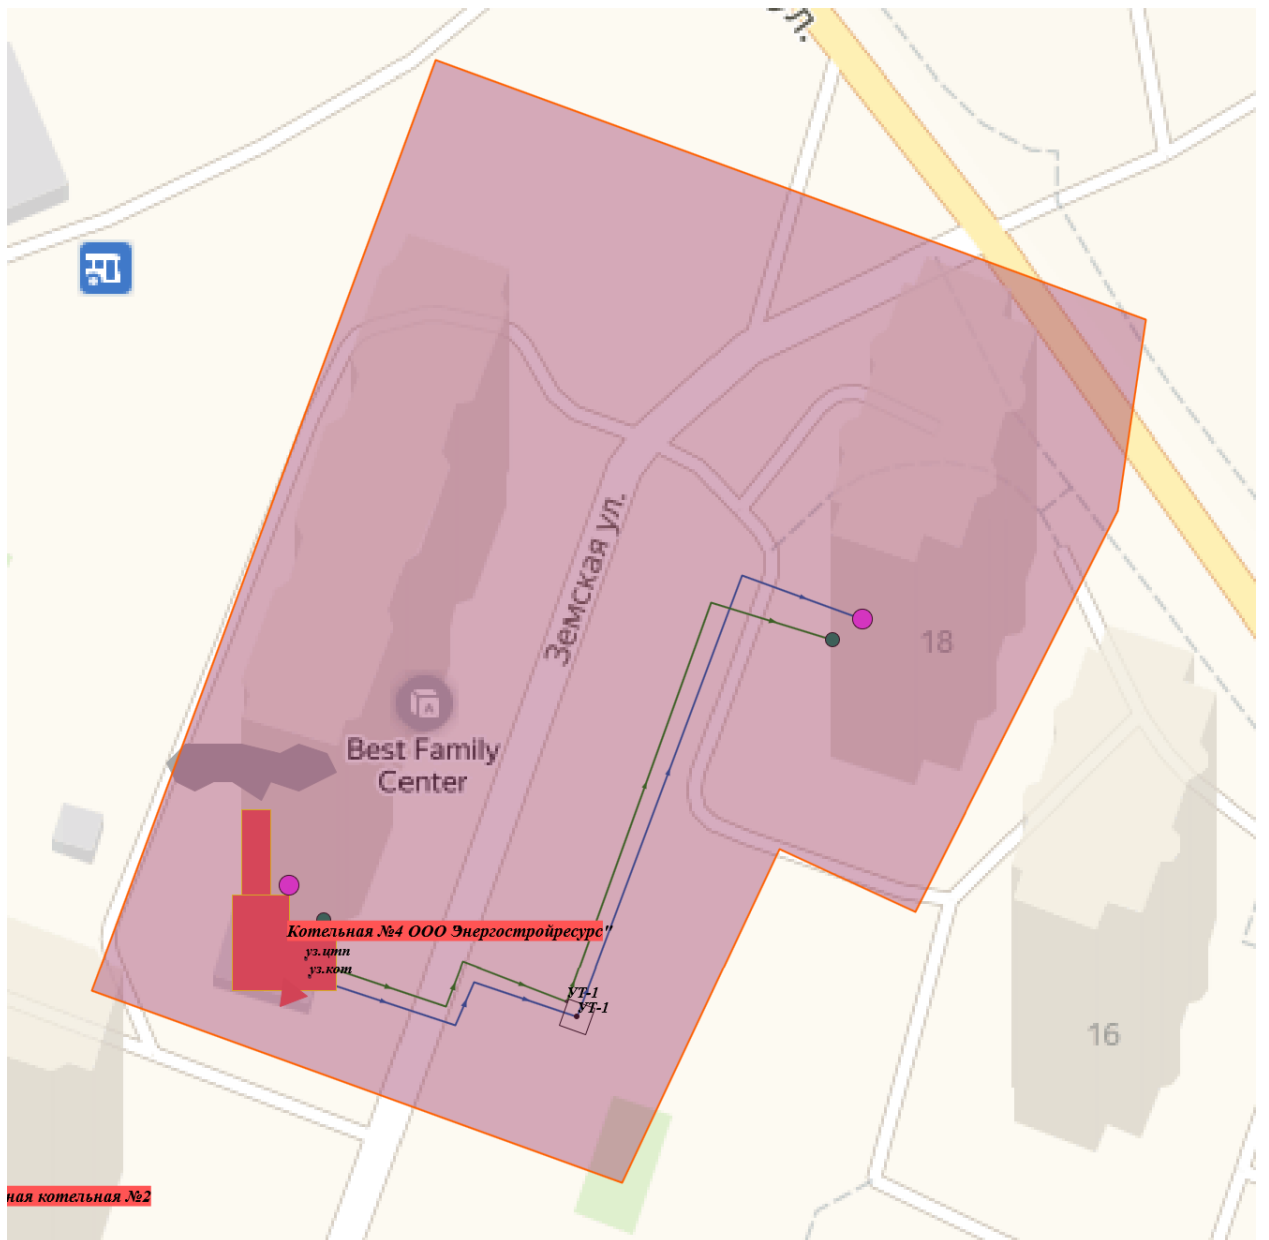 ул.
Земская ул.
18
Best Family
Center
Котельная №4 ООО Энергостройресурс"
уз.цтп
уз.кот
УТ-1
УТ-1
16
ная котельная №2